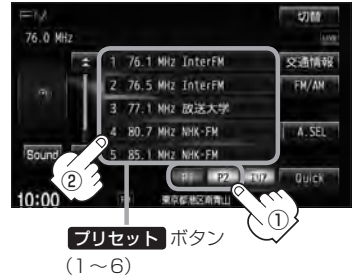 FM
切替
76.0 MHz
LIVE
1 76.1 MHz InterFM
交通情報
2 76.5 MHz InterFM
FM/AM
3 77.1 MHz 放送大学
4 80.7 MHz NHK-FM
A.SEL
5 85.1 MHz NHK-FM
Sound
P1 P2
Quick
②
10:00
東京都港区南青山
①
プリセット ボタン
(1~6)